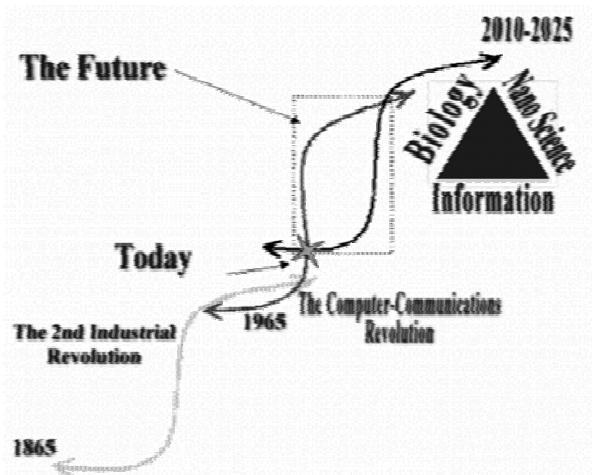 2010-2025
The Future
Biology
Nano Science
Information
Today
The Computer-Communications
Revolution
1965
The 2nd Industrial
Revolution
1865